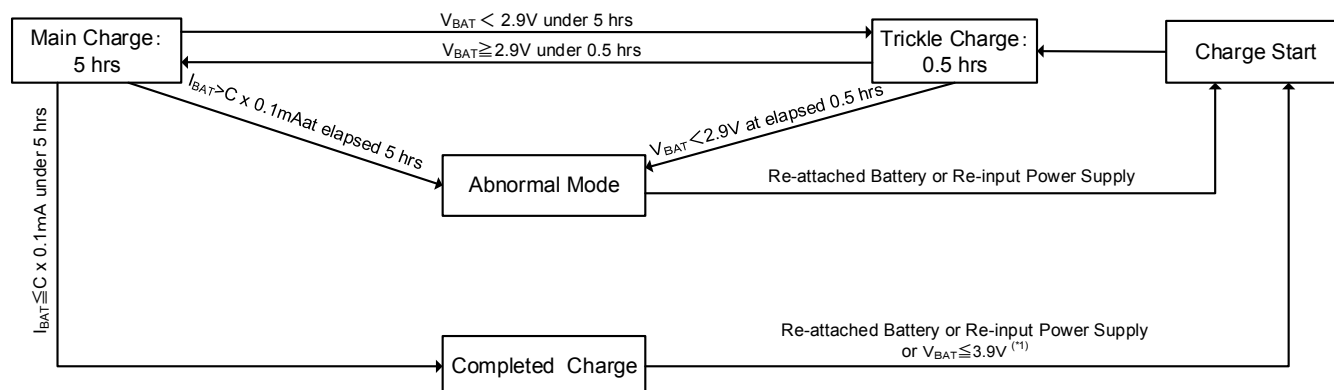 V_BAT < 2.9V under 5 hrs
Main Charge:
5 hrs
V_BAT≧2.9V under 0.5 hrs
Trickle Charge:
0.5 hrs
Charge Start
I_BAT>C x 0.1mAat elapsed 5 hrs
V_BAT<2.9V at elapsed 0.5 hrs
Abnormal Mode
Re-attached Battery or Re-input Power Supply
I_BAT≦C x 0.1mA under 5 hrs
Completed Charge
Re-attached Battery or Re-input Power Supply
or V_BAT≦3.9V (*1)